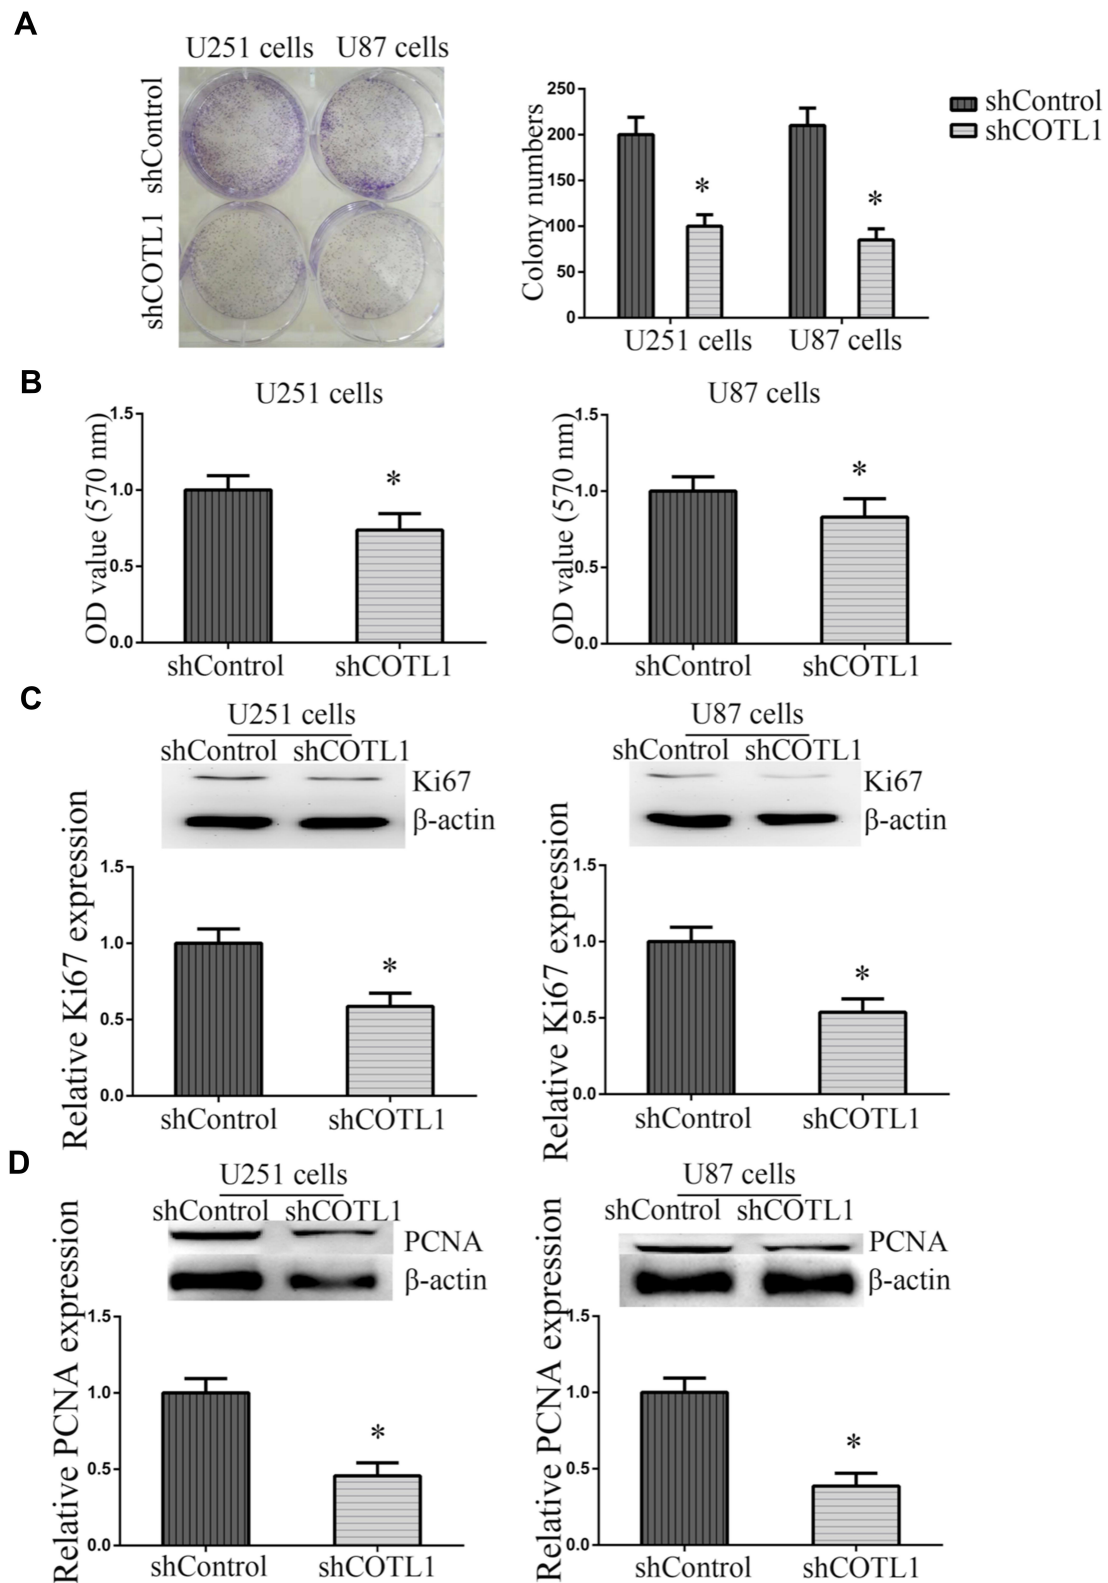 A
U251 cells U87 cells
shControl
shCOTL1
Colony numbers
250
200
150
100
50
0
* *
U251 cells U87 cells
shControl
shCOTL1
B
U251 cells
OD value (570 nm)
1.5
1.0
0.5
0.0
*
shControl shCOTL1
U87 cells
OD value (570 nm)
1.5
1.0
0.5
0.0
*
shControl shCOTL1
C
U251 cells
shControl shCOTL1
Ki67
β-actin
Relative Ki67 expression
1.5
1.0
0.5
0.0
*
shControl shCOTL1
U87 cells
shControl shCOTL1
Ki67
β-actin
Relative Ki67 expression
1.5
1.0
0.5
0.0
*
shControl shCOTL1
D
U251 cells
shControl shCOTL1
PCNA
β-actin
Relative PCNA expression
1.5
1.0
0.5
0.0
*
shControl shCOTL1
U87 cells
shControl shCOTL1
PCNA
β-actin
Relative PCNA expression
1.5
1.0
0.5
0.0
*
shControl shCOTL1